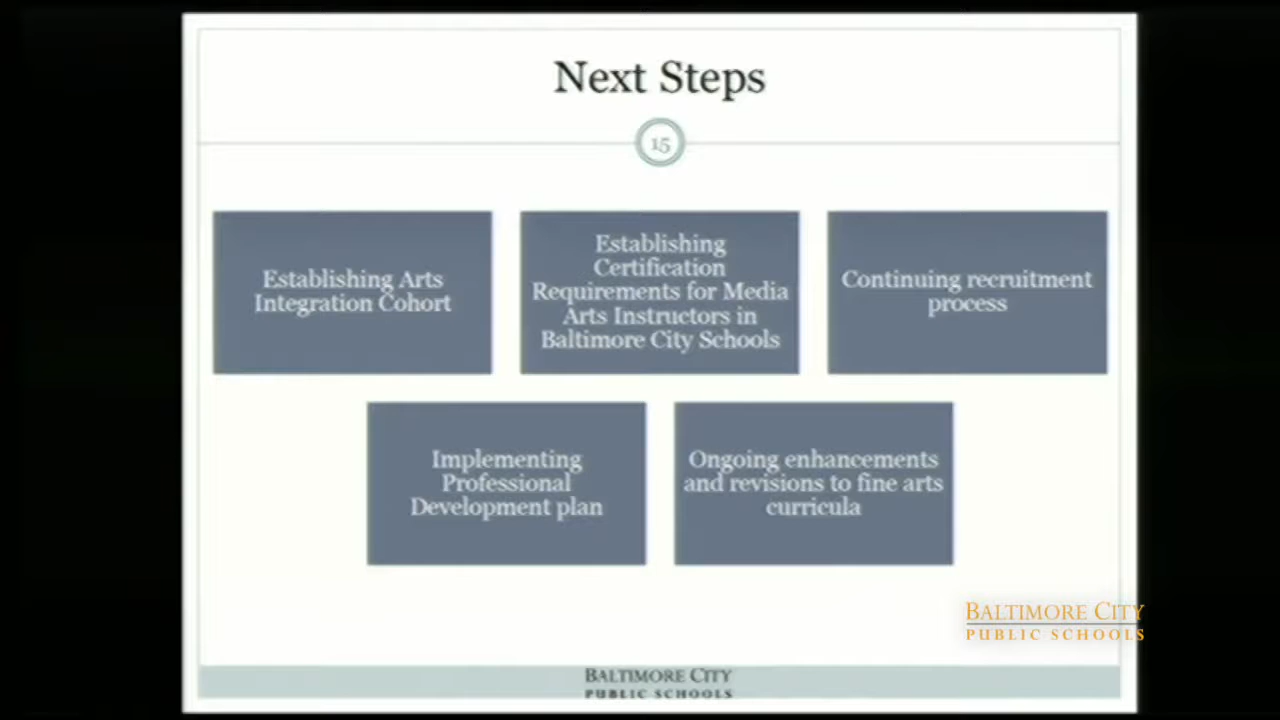 Next Steps
15
Establishing Arts
Integration Cohort
Establishing
Certification
Requirements for Media
Arts Instructors in
Baltimore City Schools
Continuing recruitment
process
Implementing
Professional
Development plan
Ongoing enhancements
and revisions to fine arts
curricula
BALTIMORE CITY
PUBLIC SCHOOLS
BALTIMORE CITY
PUBLIC SCHOOLS